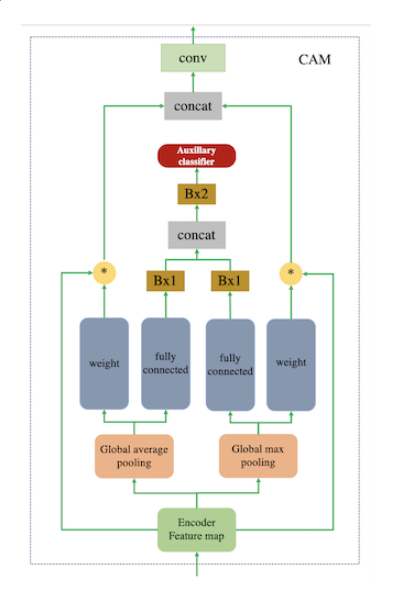 conv
CAM
concat
Auxillary
classifier
Bx2
concat
*
Bx1
Bx1
*
weight
fully
connected
fully
connected
weight
Global average
pooling
Global max
pooling
Encoder
Feature map